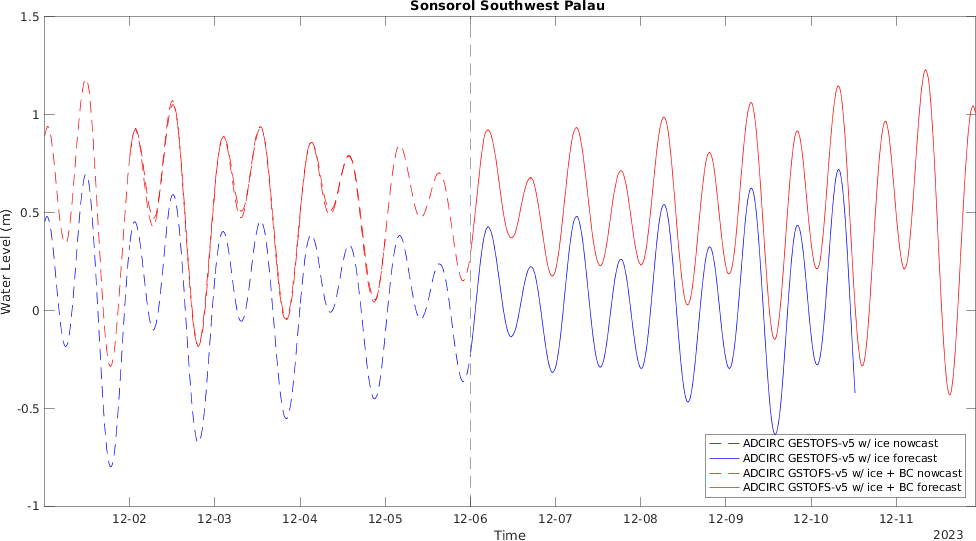 Sonsorol Southwest Palau
1.5
1
0.5
0
-0.5
-1
Water Level (m)
12-02 12-03 12-04 12-05 12-06 12-07 12-08 12-09 12-10 12-11
Time
2023
ADCIRC GESTOFS-v5 w/ ice nowcast
ADCIRC GESTOFS-v5 w/ ice forecast
ADCIRC GSTOFS-v5 w/ ice + BC nowcast
ADCIRC GSTOFS-v5 w/ ice + BC forecast